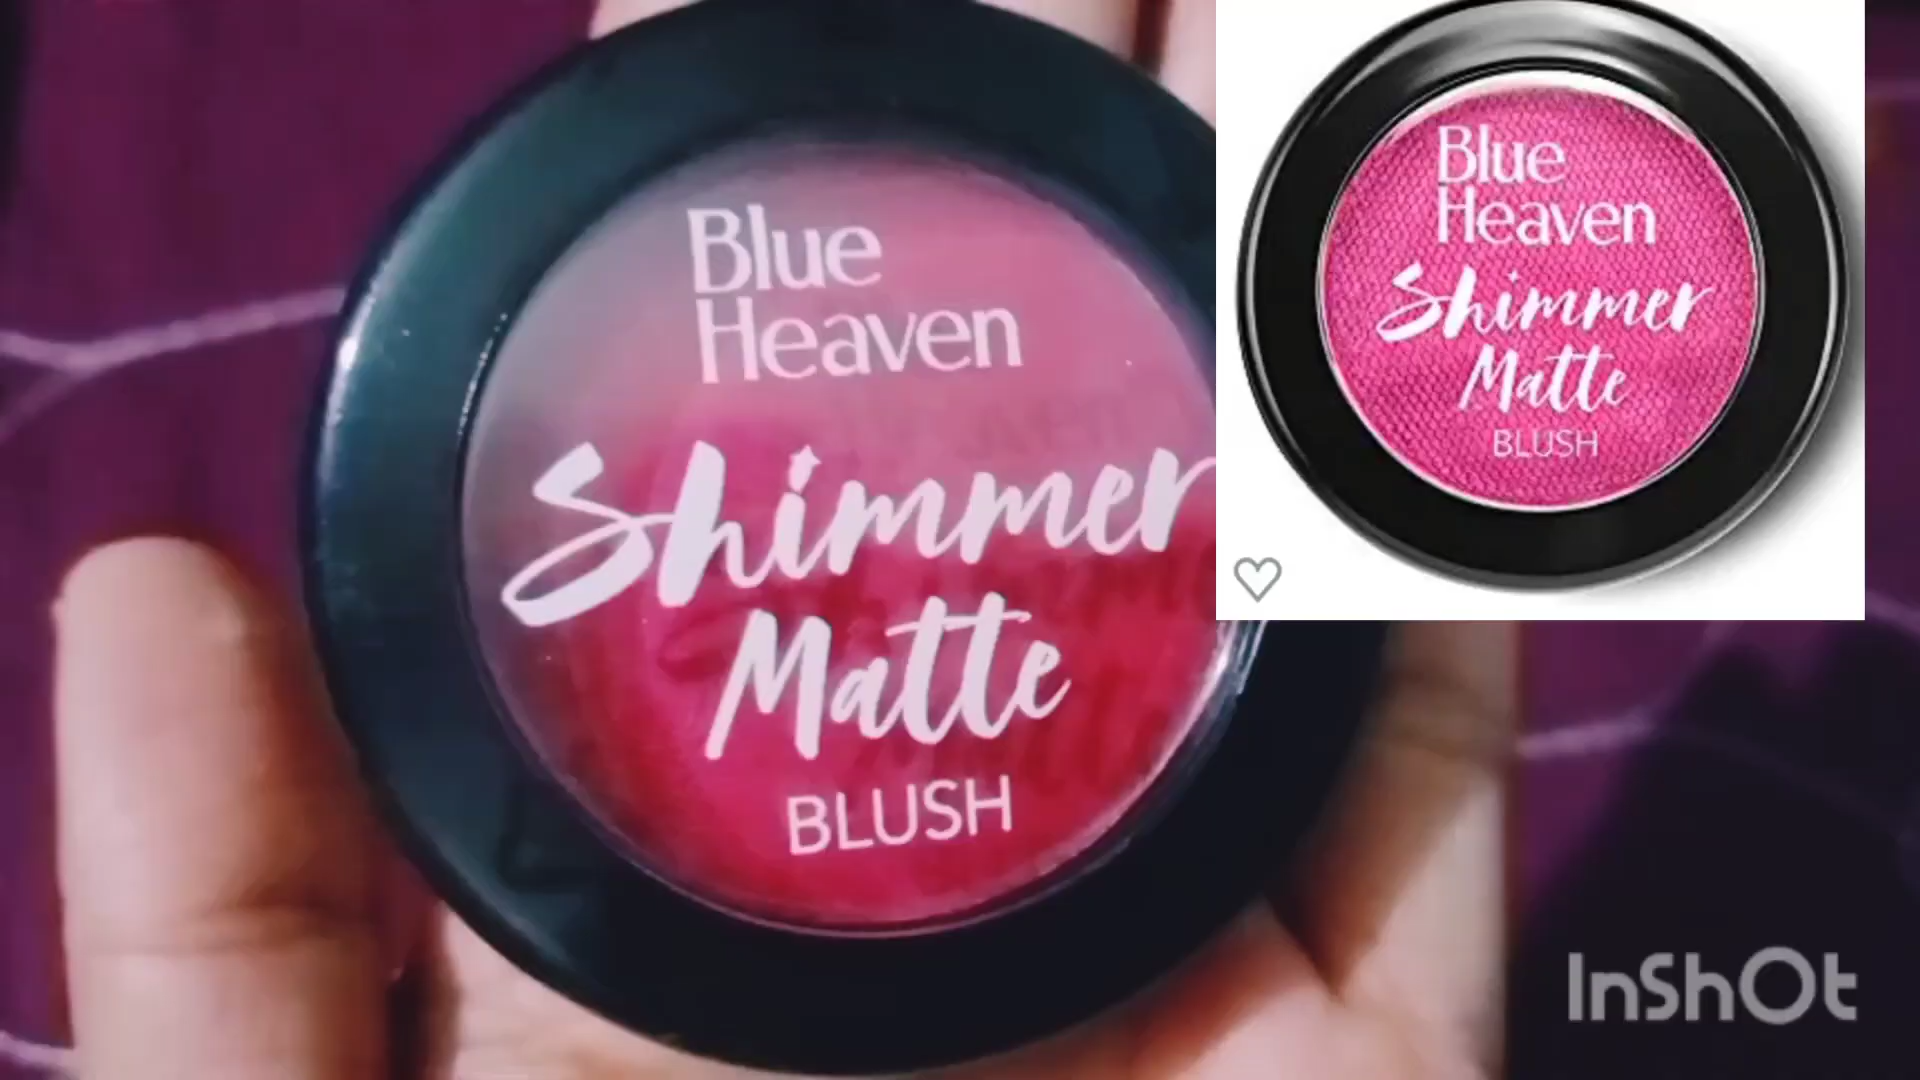 Blue
Heaven
Shimmer
Matte
BLUSH
Blue
Heaven
Shimmer
Matte
BLUSH
InShOt